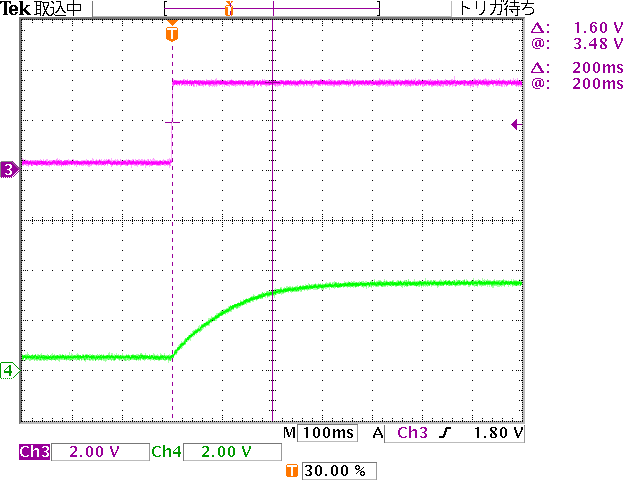 Tek 取込中 トリガ待ち
T
T
Δ: 1.60 V
@: 3.48 V
Δ: 200ms
@: 200ms
3
4
M 100ms A Ch3 1.80 V
Ch3 2.00 V Ch4 2.00 V
T 30.00 %